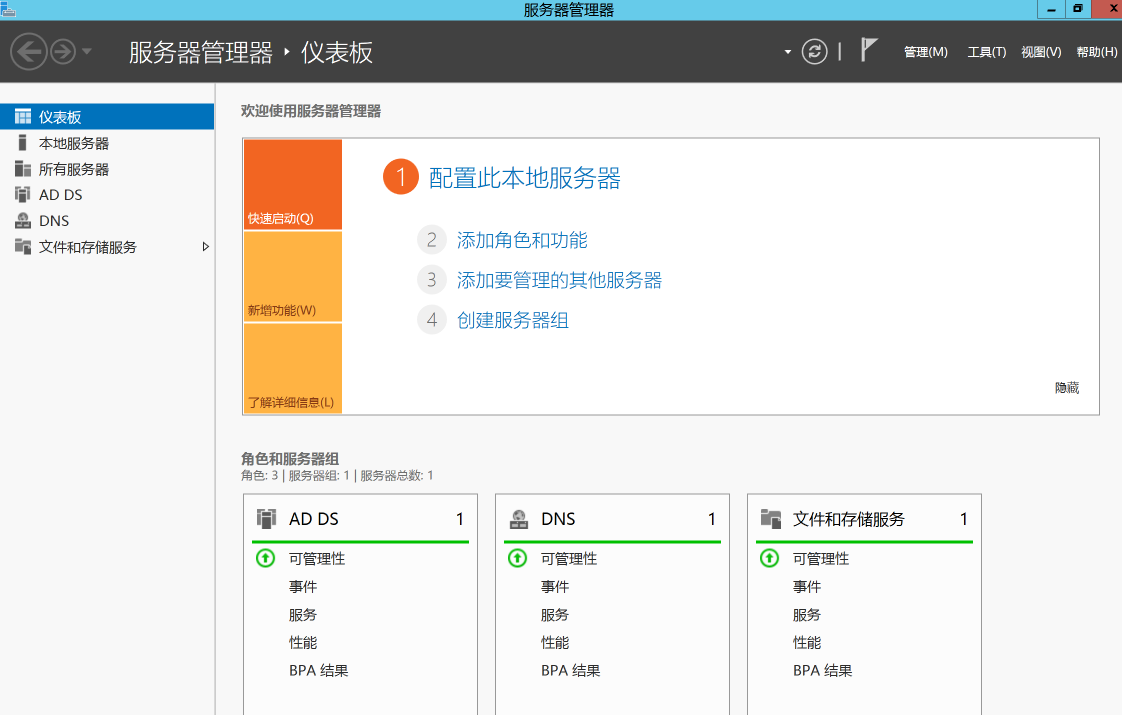 服务器管理器
服务器管理器 ‣ 仪表板
管理(M) 工具(T) 视图(V) 帮助(H)
仪表板
本地服务器
所有服务器
AD DS
DNS
文件和存储服务
欢迎使用服务器管理器
快速启动(Q)
新增功能(W)
了解详细信息(L)
1 配置此本地服务器
2 添加角色和功能
3 添加要管理的其他服务器
4 创建服务器组
隐藏
角色和服务器组
角色: 3 | 服务器组: 1 | 服务器总数: 1
AD DS 1
可管理性
事件
服务
性能
BPA 结果
DNS 1
可管理性
事件
服务
性能
BPA 结果
文件和存储服务 1
可管理性
事件
服务
性能
BPA 结果